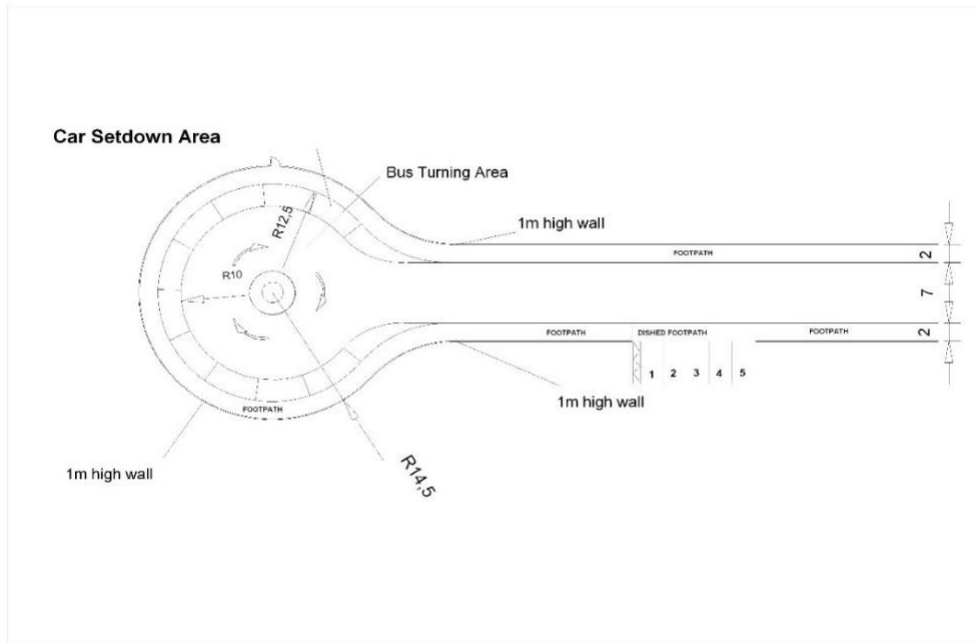 Car Setdown Area
Bus Turning Area
1m high wall
R12,5
FOOTPATH
2
R10
7
FOOTPATH
DISHED FOOTPATH
FOOTPATH
2
1 2 3 4 5
1m high wall
FOOTPATH
R14,5
1m high wall